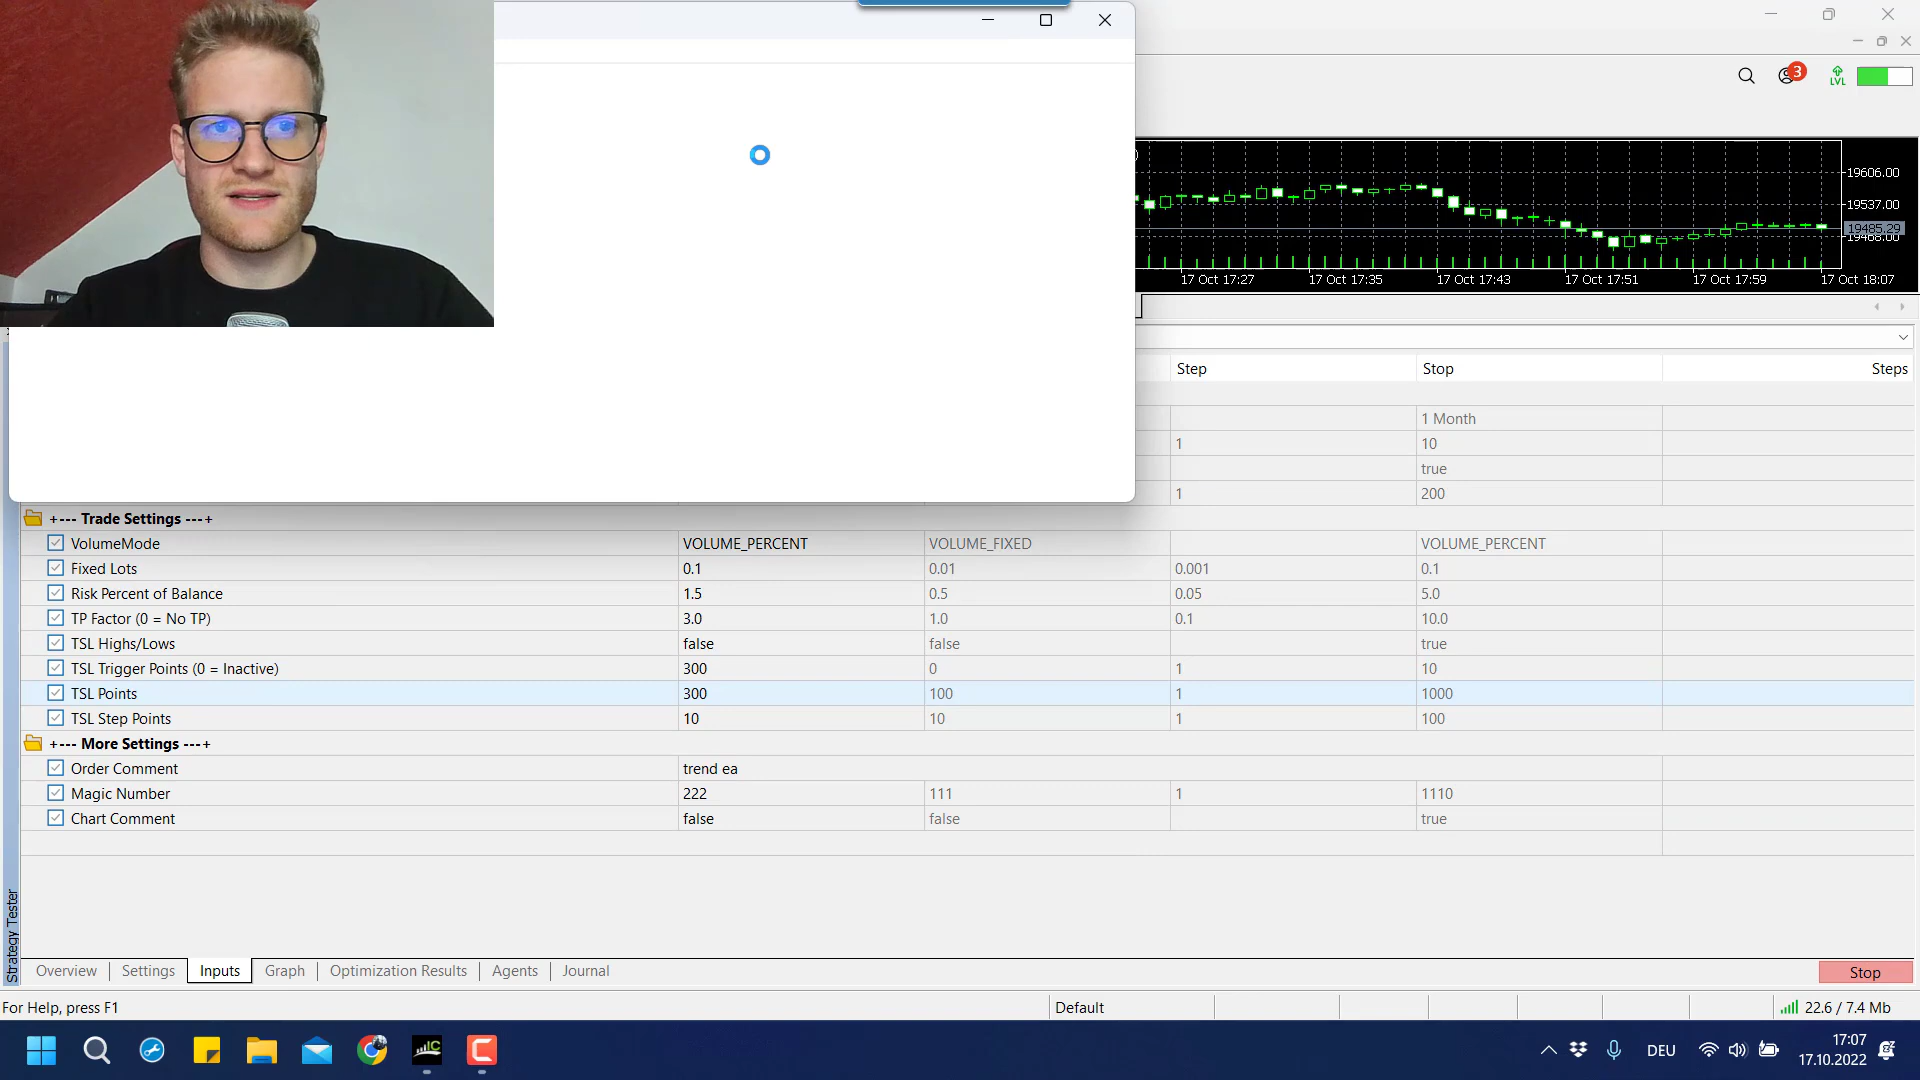 3
LVL
)
19606.00
19537.00
19485.29
19468.00
17 Oct 17:27 17 Oct 17:35 17 Oct 17:43 17 Oct 17:51 17 Oct 17:59 17 Oct 18:07
Step Stop Steps
1 Month
1 10
true
1 200
+--- Trade Settings ---+
VolumeMode VOLUME_PERCENT VOLUME_FIXED VOLUME_PERCENT
Fixed Lots 0.1 0.01 0.001 0.1
Risk Percent of Balance 1.5 0.5 0.05 5.0
TP Factor (0 = No TP) 3.0 1.0 0.1 10.0
TSL Highs/Lows false false true
TSL Trigger Points (0 = Inactive) 300 0 1 10
TSL Points 300 100 1 1000
TSL Step Points 10 10 1 100
+--- More Settings ---+
Order Comment trend ea
Magic Number 222 111 1 1110
Chart Comment false false true
Strategy Tester
Overview Settings Inputs Graph Optimization Results Agents Journal Stop
For Help, press F1 Default 22.6 / 7.4 Mb
IC
C
DEU
17:07
17.10.2022